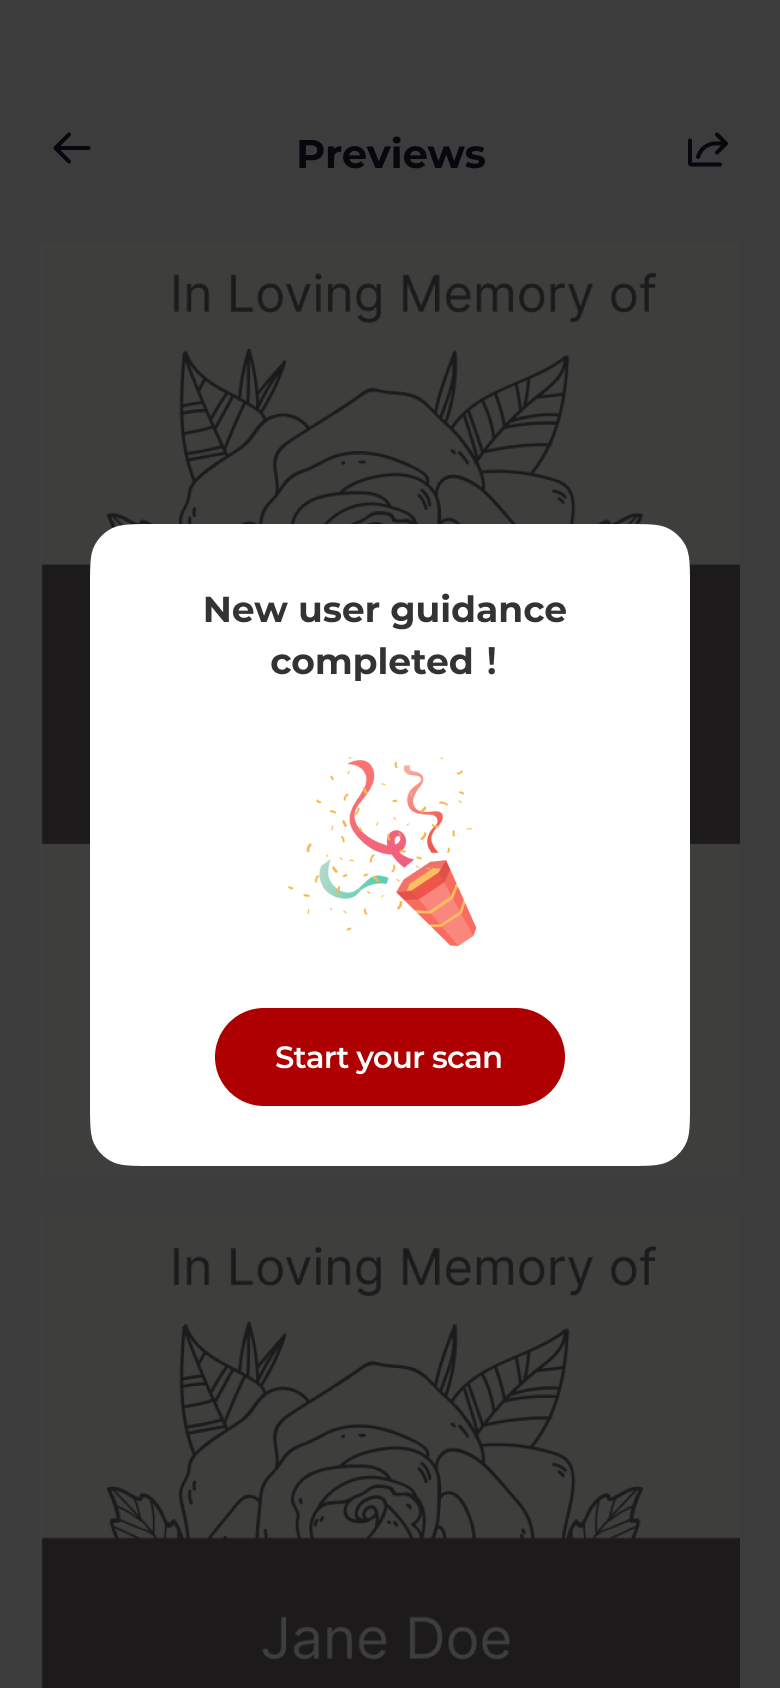 Previews
In Loving Memory of
New user guidance
completed !
Start your scan
In Loving Memory of
Jane Doe